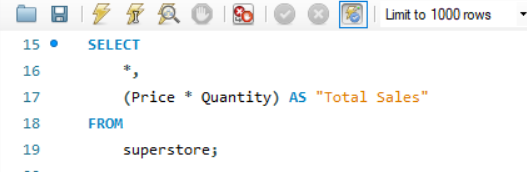 Limit to 1000 rows
15 SELECT
16 *,
17 (Price * Quantity) AS "Total Sales"
18 FROM
19 superstore;